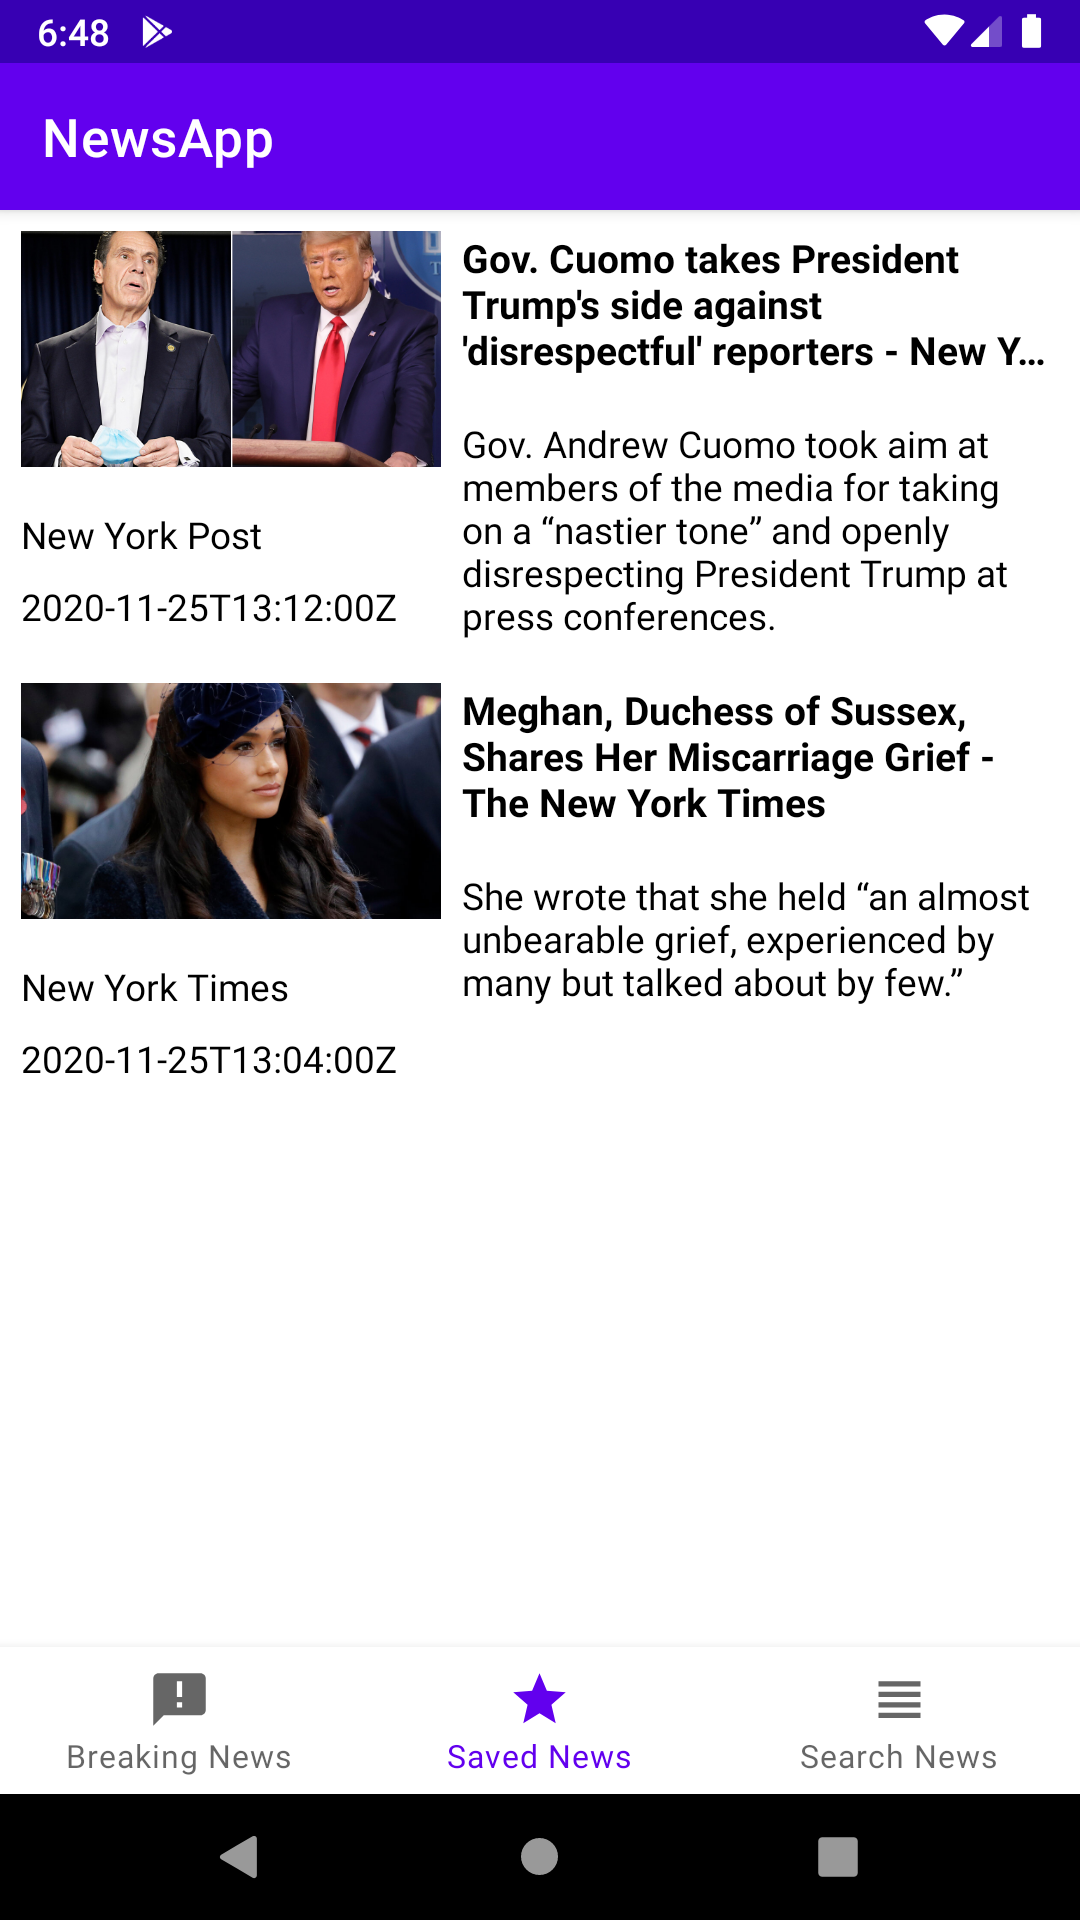 6:48
NewsApp
Gov. Cuomo takes President
Trump's side against
'disrespectful' reporters - New Y...
Gov. Andrew Cuomo took aim at
members of the media for taking
on a “nastier tone” and openly
disrespecting President Trump at
press conferences.
New York Post
2020-11-25T13:12:00Z
Meghan, Duchess of Sussex,
Shares Her Miscarriage Grief -
The New York Times
She wrote that she held “an almost
unbearable grief, experienced by
many but talked about by few.”
New York Times
2020-11-25T13:04:00Z
Breaking News
Saved News
Search News